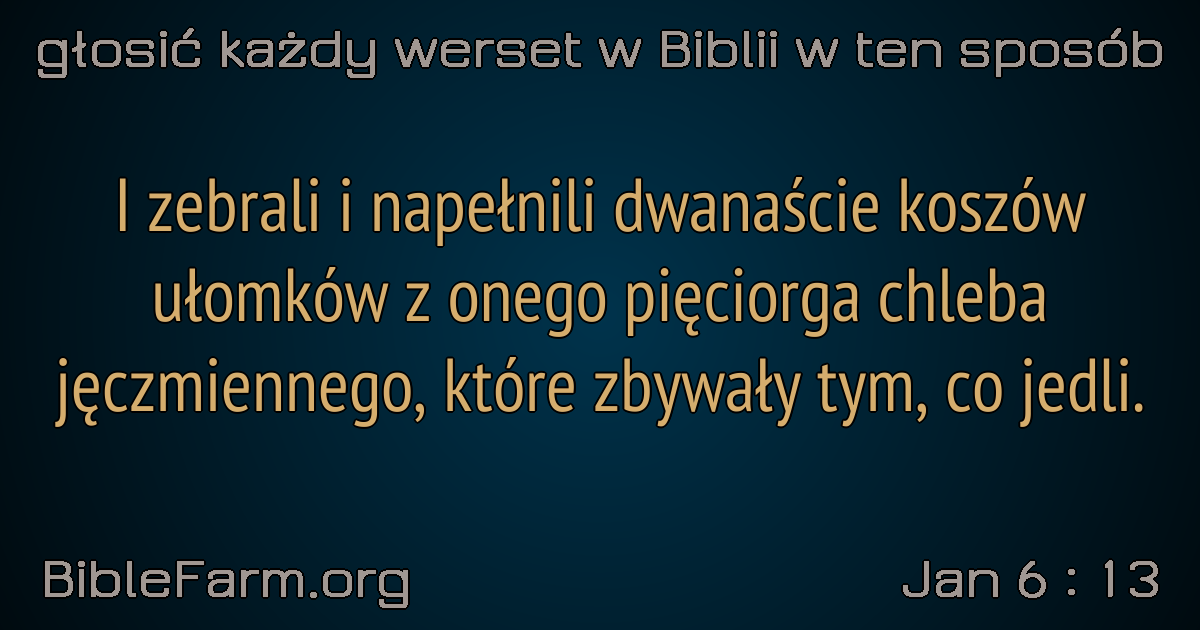 głosić każdy werset w Biblii w ten sposób
I zebrali i napełnili dwanaście koszów
ułomków z onego pięciorga chleba
jęczmiennego, które zbywały tym, co jedli.
BibleFarm.org
Jan 6 : 13